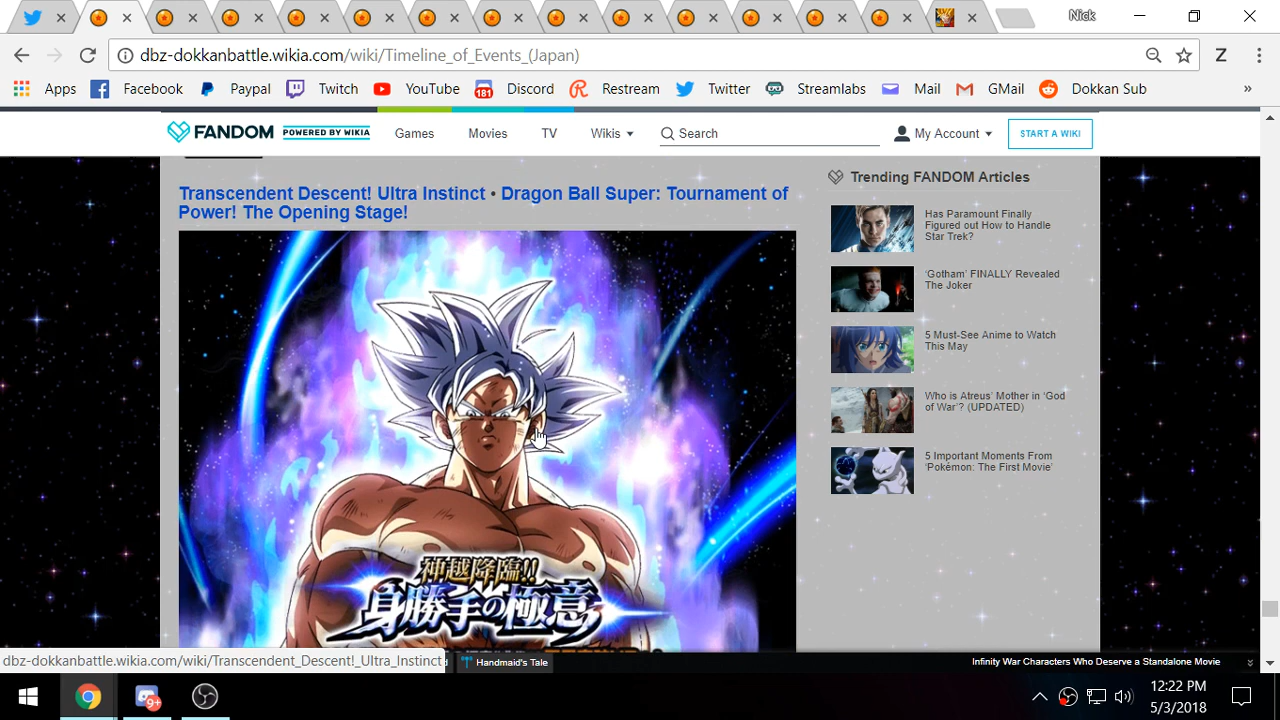 Nick
dbz-dokkanbattle.wikia.com/wiki/Timeline_of_Events_(Japan)
Z
Apps Facebook Paypal Twitch YouTube 181 Discord Restream Twitter Streamlabs Mail GMail Dokkan Sub »
FANDOM POWERED BY WIKIA Games Movies TV Wikis Search My Account START A WIKI
Transcendent Descent! Ultra Instinct • Dragon Ball Super: Tournament of
Power! The Opening Stage!
神越降臨!!
身勝手の極意
Trending FANDOM Articles
Has Paramount Finally
Figured out How to Handle
Star Trek?
‘Gotham’ FINALLY Revealed
The Joker
5 Must-See Anime to Watch
This May
Who is Atreus’ Mother in ‘God
of War’? (UPDATED)
5 Important Moments From
‘Pokémon: The First Movie’
dbz-dokkanbattle.wikia.com/wiki/Transcendent_Descent!_Ultra_Instinct
Handmaid's Tale
Infinity War Characters Who Deserve a Standalone Movie
9+
12:22 PM
5/3/2018